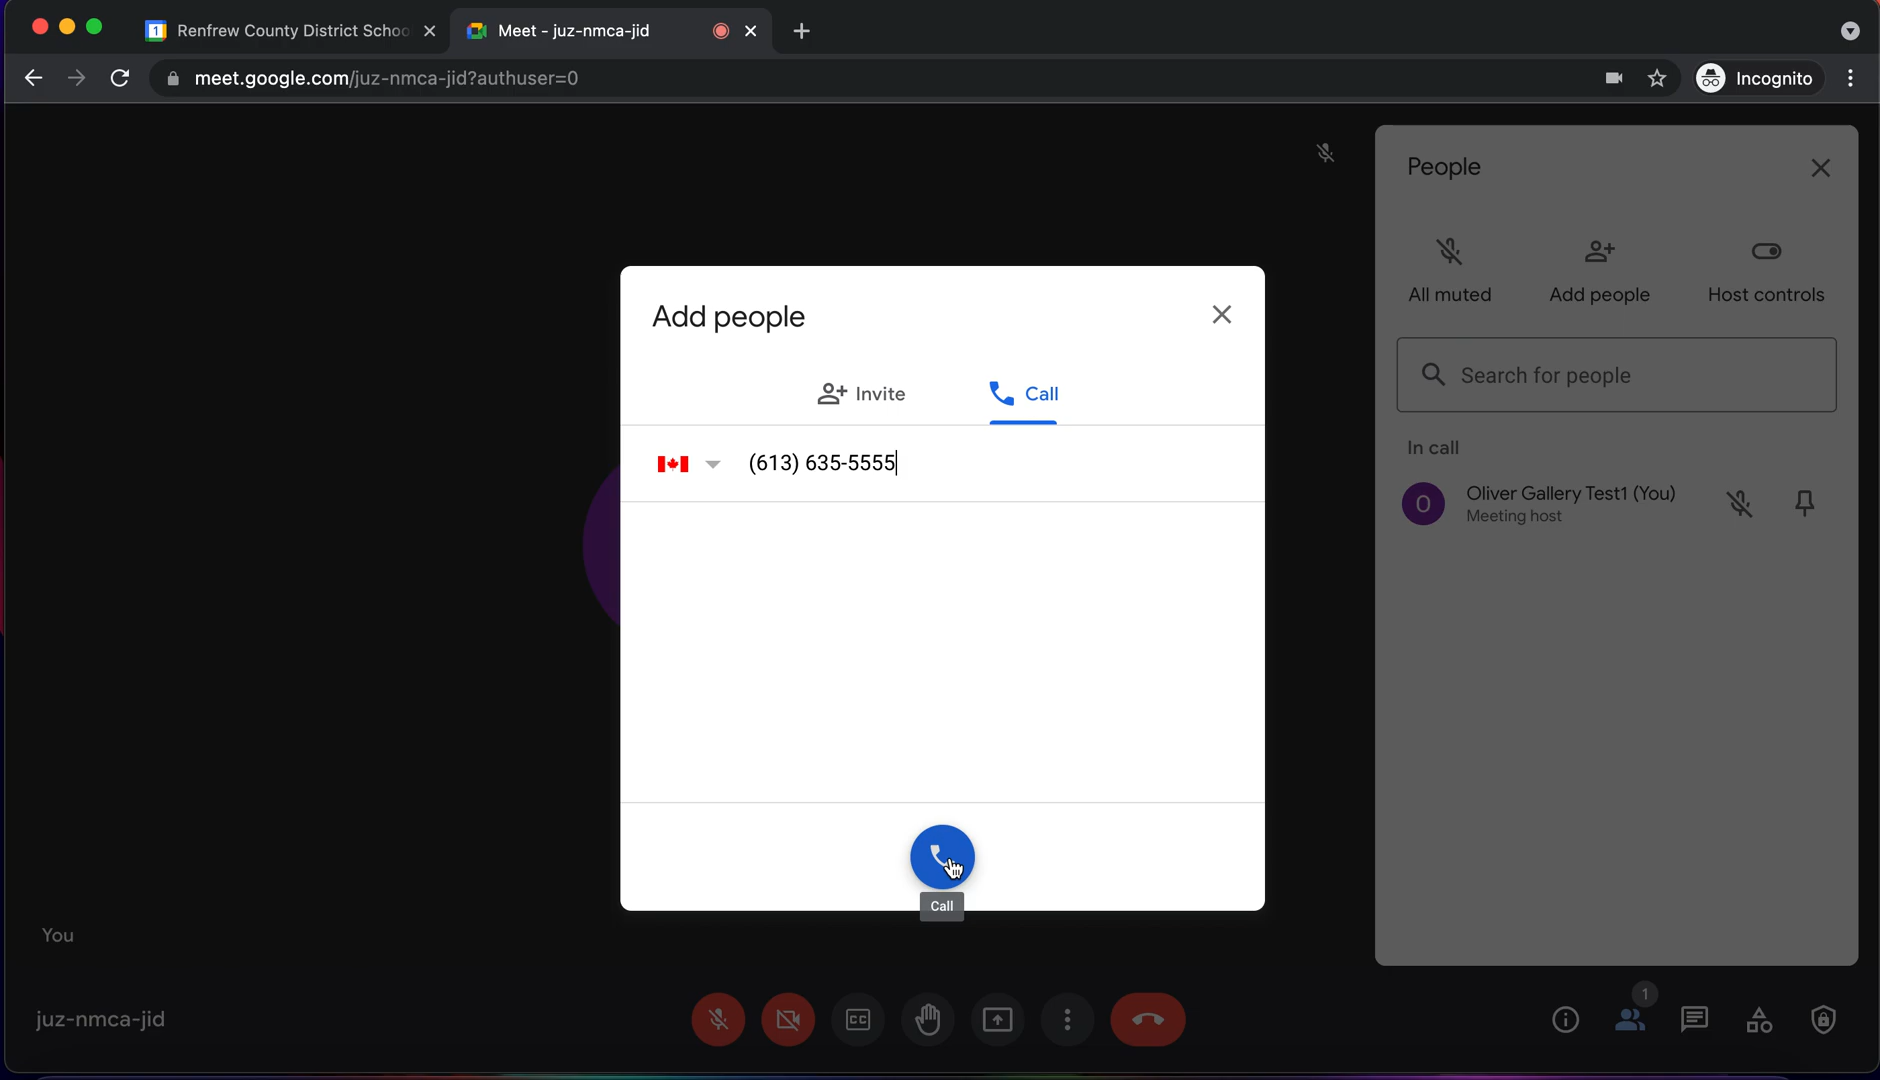 Renfrew County District Schoo
Meet - juz-nmca-jid
meet.google.com/juz-nmca-jid?authuser=0
Incognito
People
All muted
Add people
Host controls
Search for people
In call
O
Oliver Gallery Test1 (You)
Meeting host
Add people
Invite
Call
(613) 635-5555
Call
You
juz-nmca-jid
CC
1